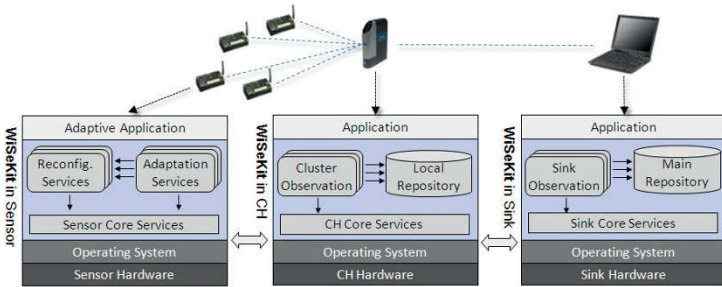 WiSeKit in Sensor
Adaptive Application
Reconfig.
Services
Adaptation
Services
Sensor Core Services
Operating System
Sensor Hardware
WiSeKit in CH
Application
Cluster
Observation
Local
Repository
CH Core Services
Operating System
CH Hardware
WiSeKit in Sink
Application
Sink
Observation
Main
Repository
Sink Core Services
Operating System
Sink Hardware